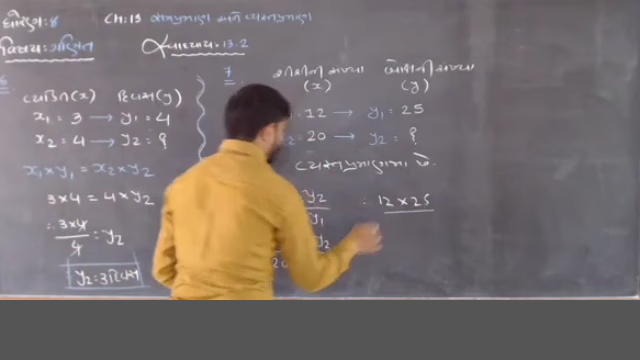 ધોરણ : 8 Ch : 13 સમપ્રમાણ અને વ્યસ્તપ્રમાણ
વિષય : ગણિત સ્વાધ્યાય : 13.2
વ્યક્તિ (x) દિવસ (y)
x₁ = 3 → y₁ = 4
x₂ = 4 → y₂ = ?
x₁ × y₁ = x₂ × y₂
3 × 4 = 4 × y₂
∴ 3 × 4 / 4 = y₂
y₂ = 3 દિવસ
7
સંખ્યા સંખ્યા
(x) (y)
= 12 → y₁ = 25
= 20 → y₂ = ?
વ્યસ્તપ્રમાણમાં છે.
y₂
y₁
y₂
: 12 × 25